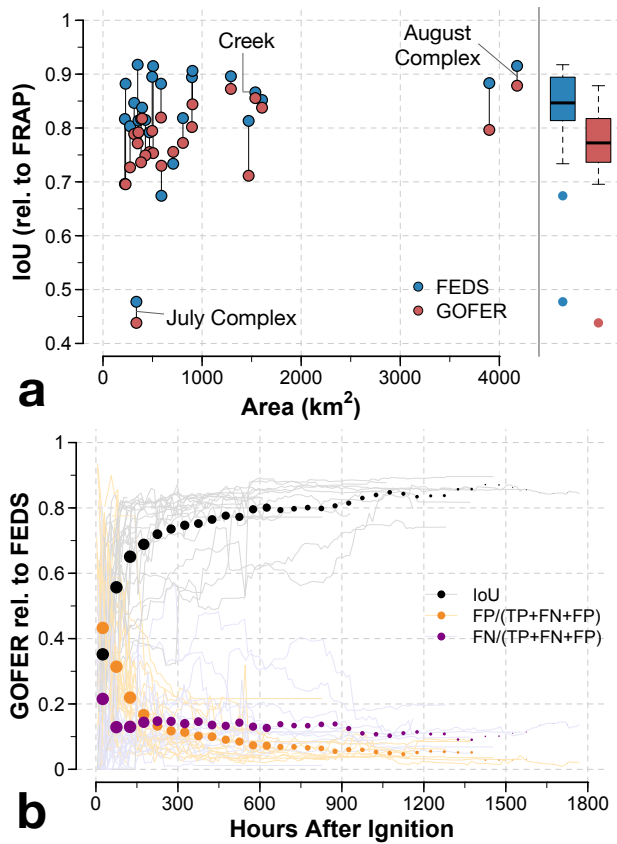 a
IoU (rel. to FRAP)
1
0.9
0.8
0.7
0.6
0.5
0.4
Creek
August
Complex
July Complex
FEDS
GOFER
0
1000
2000
3000
4000
Area (km²)
b
GOFER rel. to FEDS
1
0.8
0.6
0.4
0.2
0
IoU
FP/(TP+FN+FP)
FN/(TP+FN+FP)
0
300
600
900
1200
1500
1800
Hours After Ignition